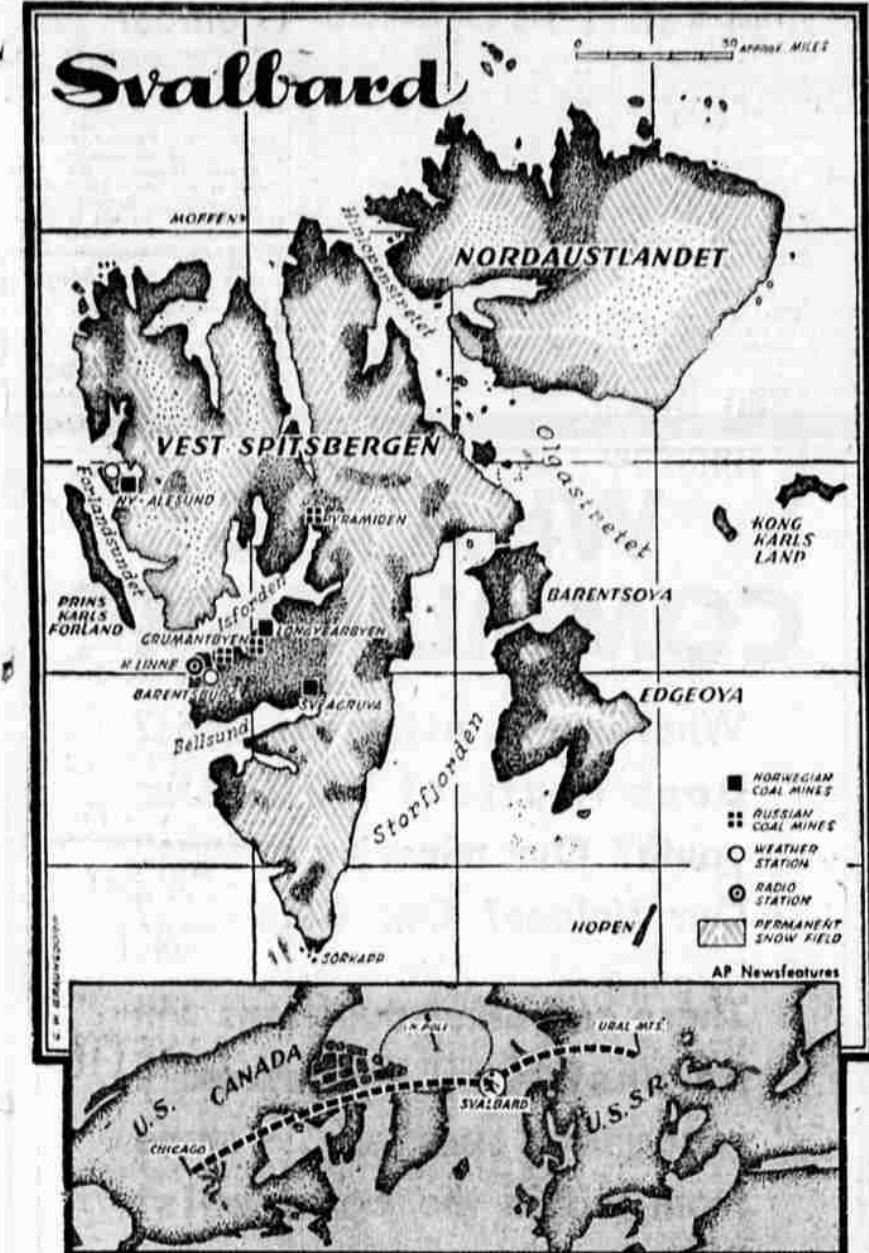 Svalbard
0 50 APPROX. MILES
MOFFEN
Hinlopenstretet
NORDAUSTLANDET
VEST SPITSBERGEN
Olgastretet
NY-ALESUND
Forlandsundet
PYRAMIDEN
KONG
KARLS
LAND
PRINS
KARLS
FORLAND
Isforden
BARENTSOYA
GRUMANTBYEN
LONGYEARBYEN
K. LINNE
BARENTSBURG
SVEAGRUVA
EDGEOYA
Bellsund
Storfjorden
NORWEGIAN
COAL MINES
RUSSIAN
COAL MINES
WEATHER
STATION
RADIO
STATION
HOPEN
PERMANENT
SNOW FIELD
SORKAPP
AP Newsfeatures
N. POLE
URAL MTS.
U.S.
CANADA
SVALBARD
U.S.S.R.
CHICAGO